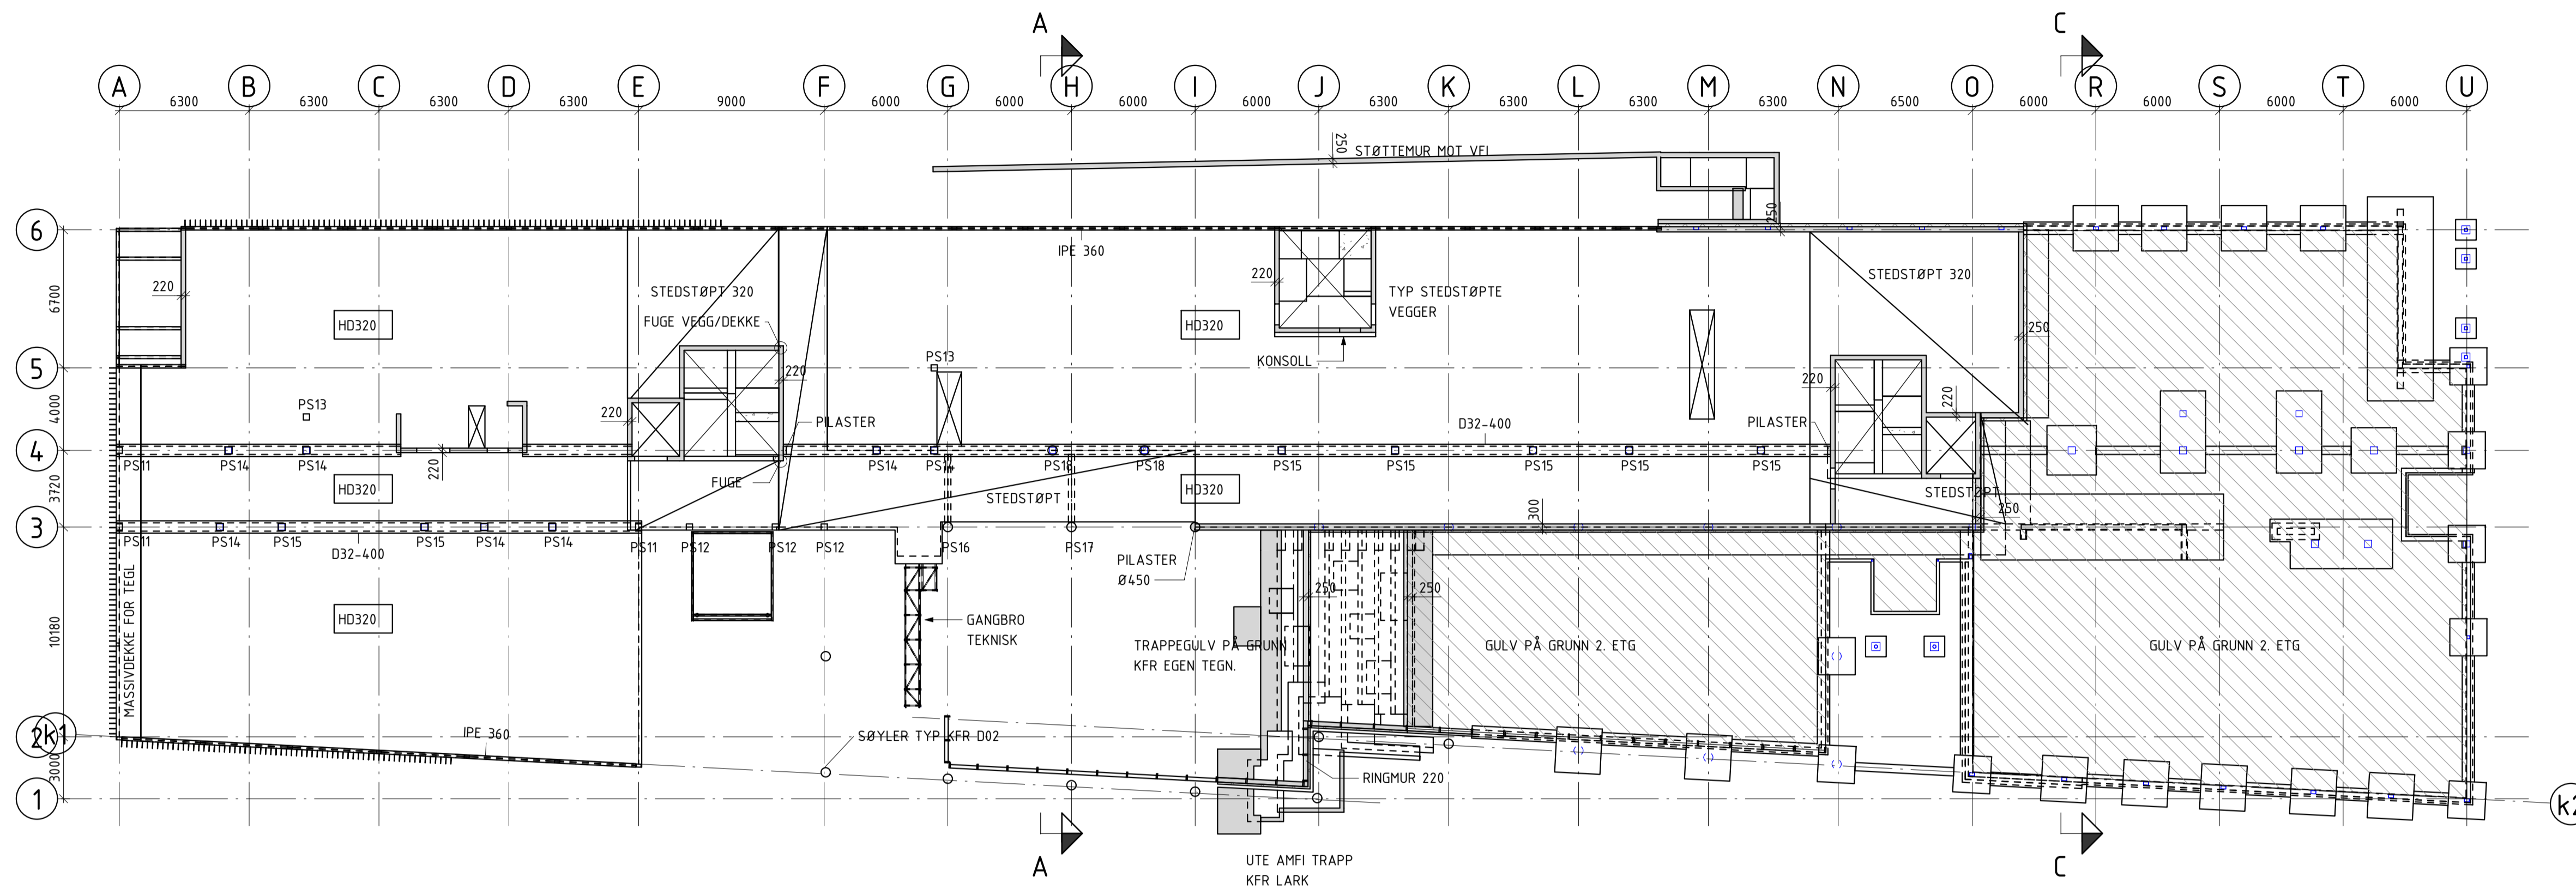 A
C
A
B
C
D
E
F
G
H
I
J
K
L
M
N
O
R
S
T
U
6300
6300
6300
6300
9000
6000
6000
6000
6000
6300
6300
6300
6300
6500
6000
6000
6000
6000
250
STØTTEMUR MOT VFL
250
6
IPE 360
6700
220
STEDSTØPT 320
FUGE VEGG/DEKKE
HD320
HD320
220
TYP STEDSTØPTE
VEGGER
KONSOLL
STEDSTØPT 320
250
5
PS13
220
220
4000
PS13
220
220
PILASTER
D32-400
PILASTER
4
PS11
PS14
PS14
220
PS14
PS14
PS18
PS18
PS15
PS15
PS15
PS15
PS15
3720
HD320
FUGE
STEDSTØPT
HD320
STEDSTØPT
300
250
3
PS11
PS14
PS15
PS15
PS14
PS14
PS11
PS12
PS12
PS12
PS16
PS17
D32-400
PILASTER
Ø450
MASSIVDEKKE FOR TEGL
HD320
250
250
GANGBRO
TEKNISK
10180
TRAPPEGULV PÅ GRUNN
KFR EGEN TEGN.
GULV PÅ GRUNN 2. ETG
GULV PÅ GRUNN 2. ETG
2
k1
IPE 360
SØYLER TYP KFR D02
3000
RINGMUR 220
1
k2
A
C
UTE AMFI TRAPP
KFR LARK